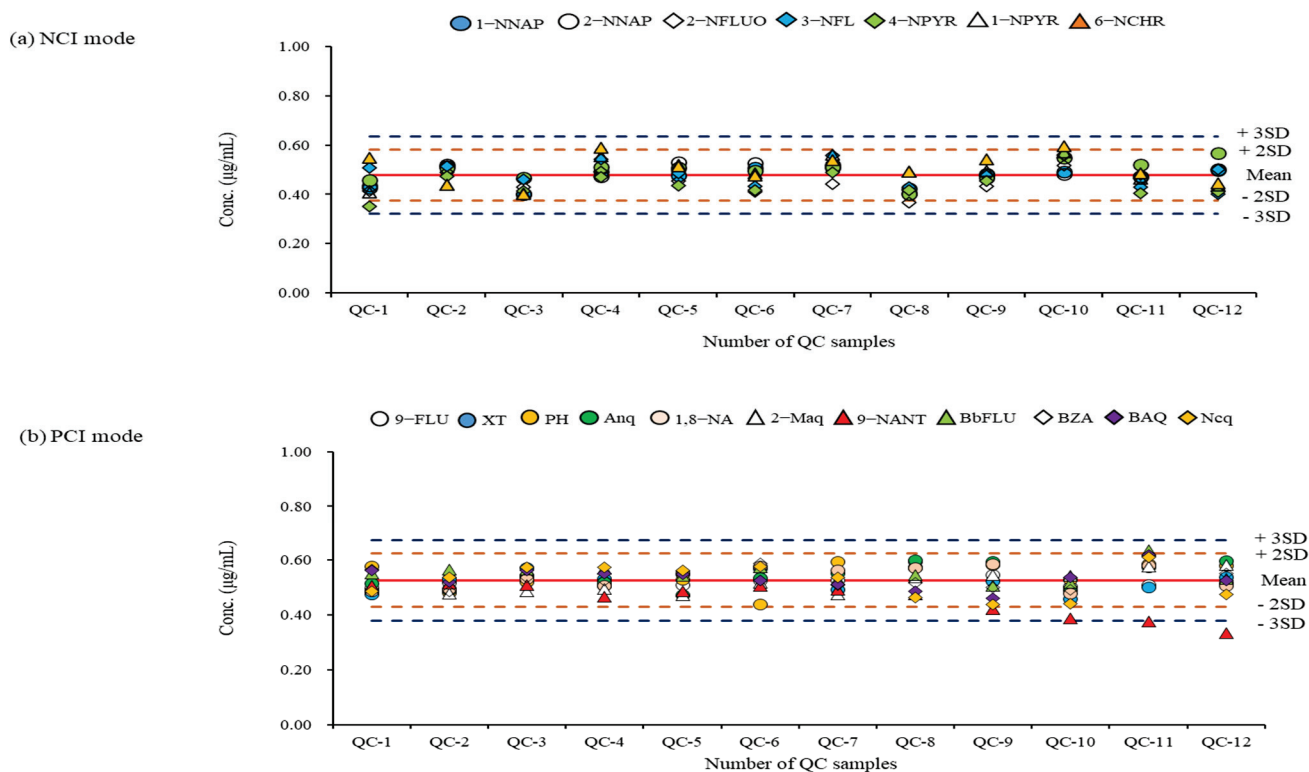 (a) NCI mode
1−NNAP 2−NNAP 2−NFLUO 3−NFL 4−NPYR 1−NPYR 6−NCHR
1.00
0.80
0.60
0.40
0.20
0.00
Conc. (µg/mL)
+ 3SD
+ 2SD
Mean
- 2SD
- 3SD
QC-1 QC-2 QC-3 QC-4 QC-5 QC-6 QC-7 QC-8 QC-9 QC-10 QC-11 QC-12
Number of QC samples
(b) PCI mode
9−FLU XT PH Anq 1,8−NA 2−Maq 9−NANT BbFLU BZA BAQ Ncq
1.00
0.80
0.60
0.40
0.20
0.00
Conc. (µg/mL)
+ 3SD
+ 2SD
Mean
- 2SD
- 3SD
QC-1 QC-2 QC-3 QC-4 QC-5 QC-6 QC-7 QC-8 QC-9 QC-10 QC-11 QC-12
Number of QC samples